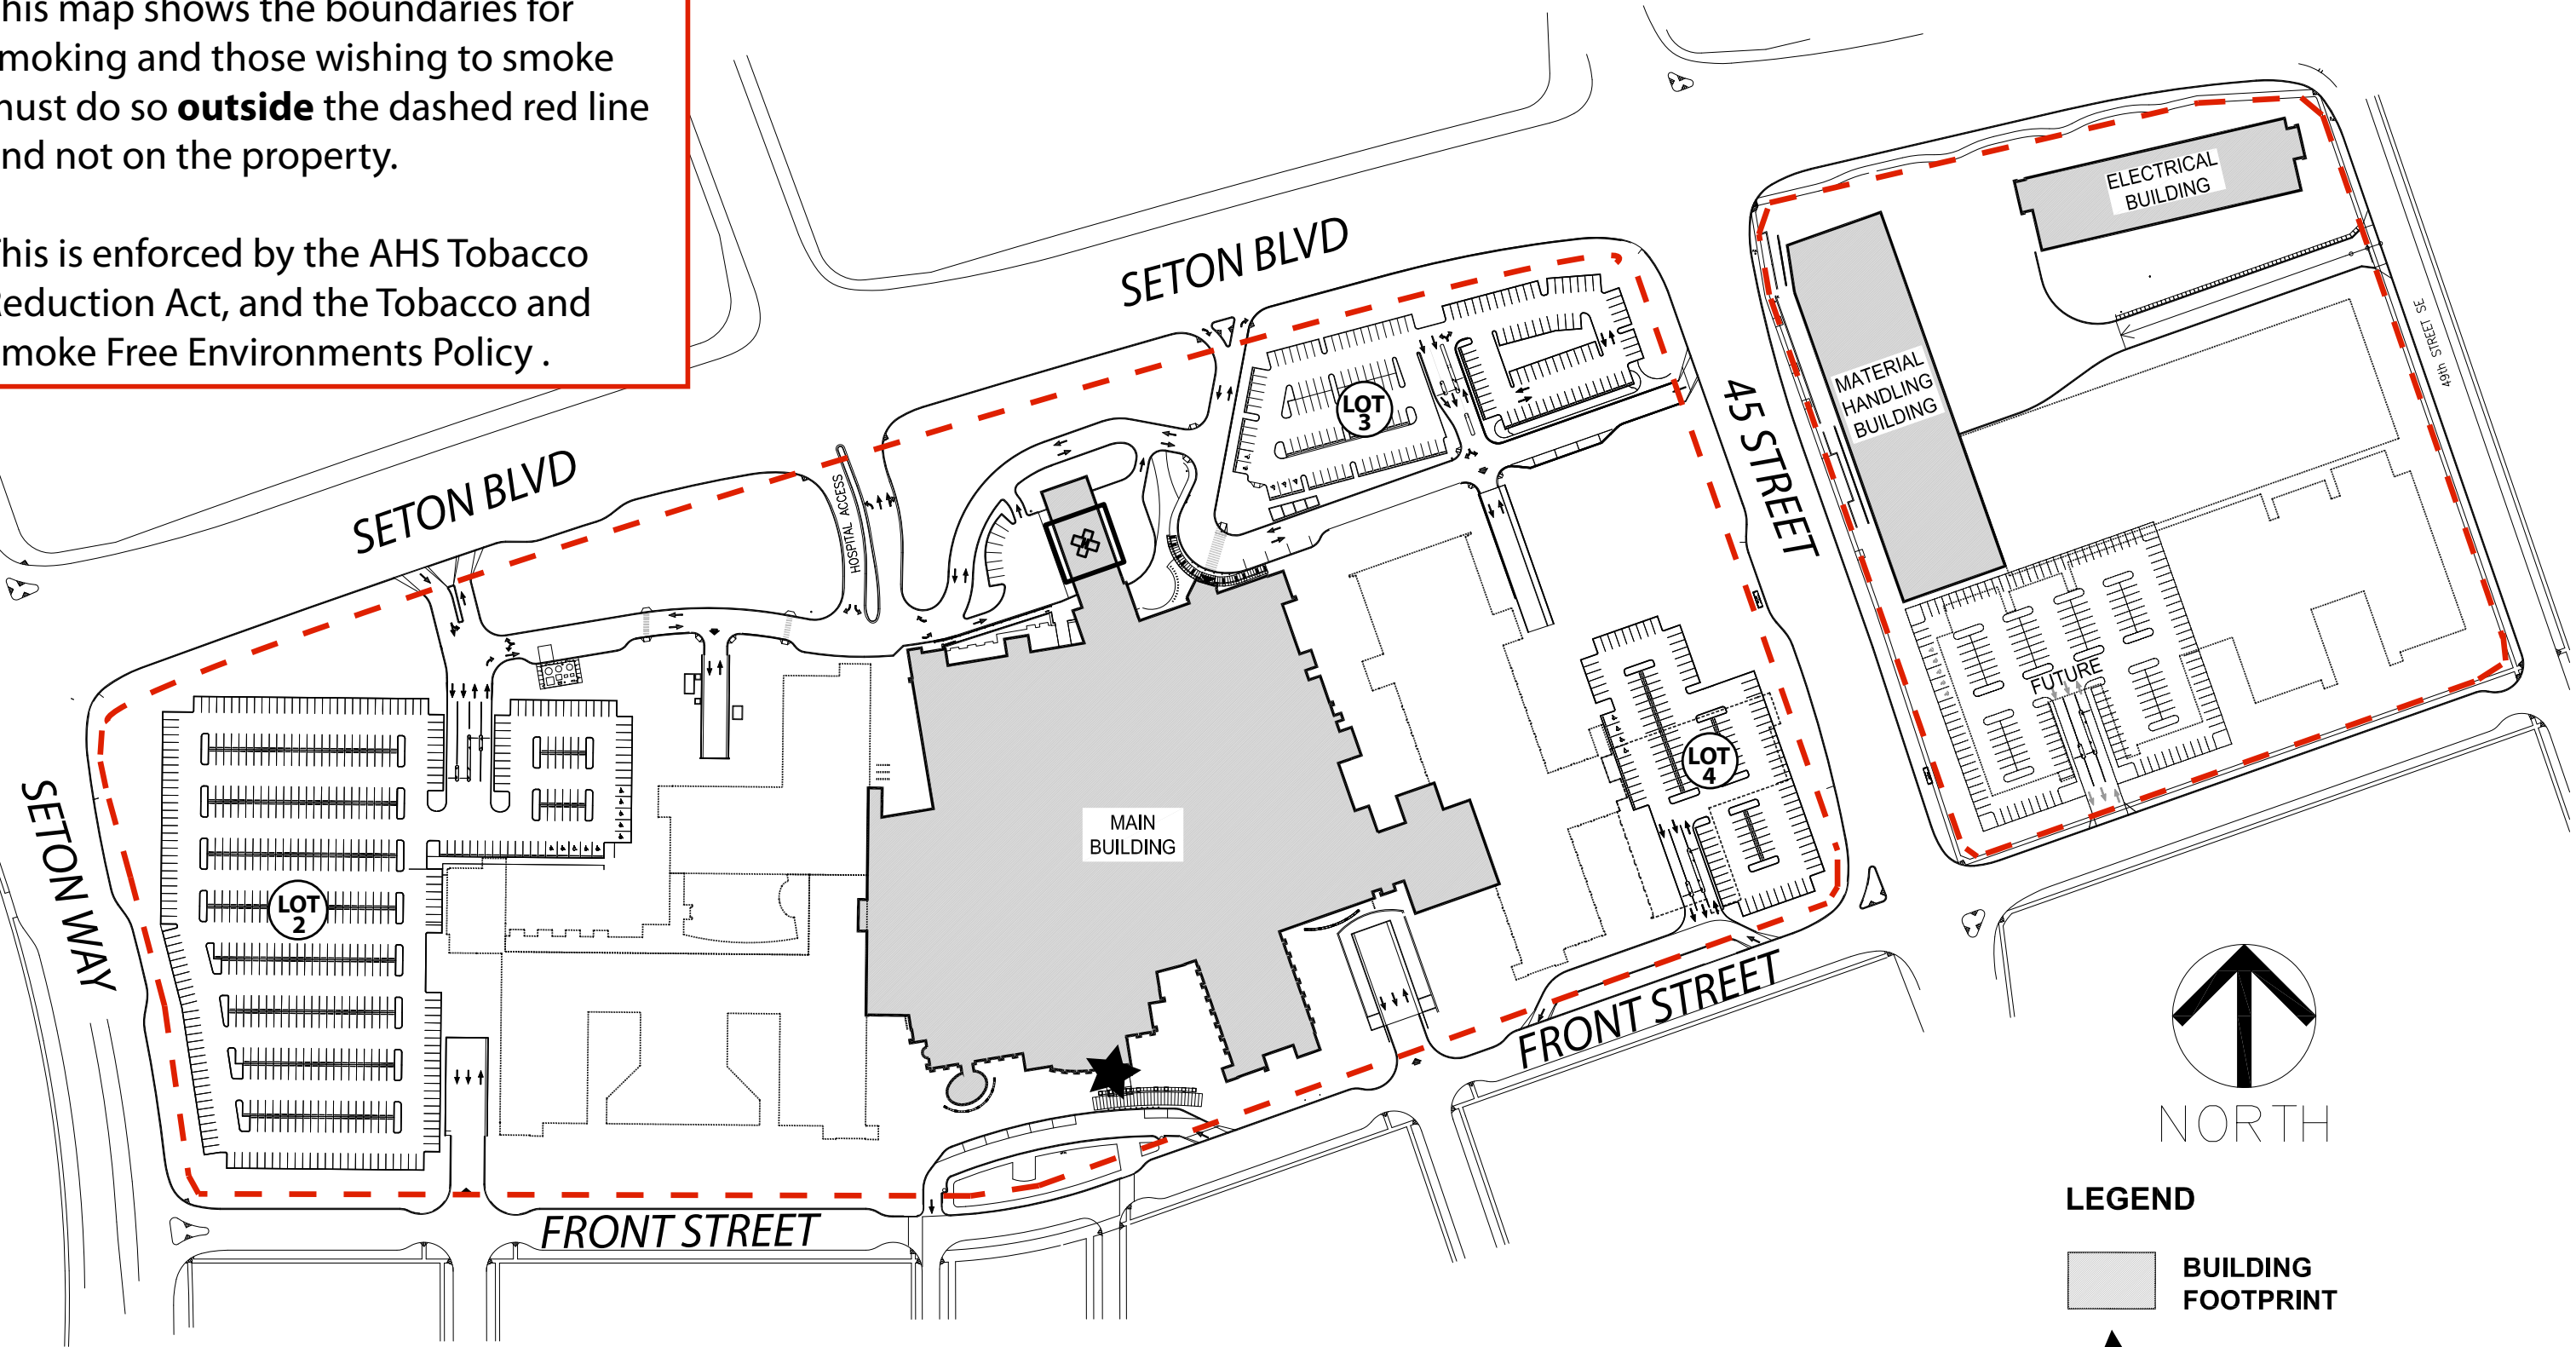 his map shows the boundaries for
moking and those wishing to smoke
must do so outside the dashed red line
nd not on the property.
his is enforced by the AHS Tobacco
Reduction Act, and the Tobacco and
moke Free Environments Policy .
SETON BLVD
ELECTRICAL
BUILDING
49th STREET SE
MATERIAL
HANDLING
BUILDING
LOT
3
45 STREET
SETON BLVD
HOSPITAL ACCESS
FUTURE
LOT
4
MAIN
BUILDING
SETON WAY
LOT
2
FRONT STREET
FRONT STREET
NORTH
LEGEND
BUILDING
FOOTPRINT